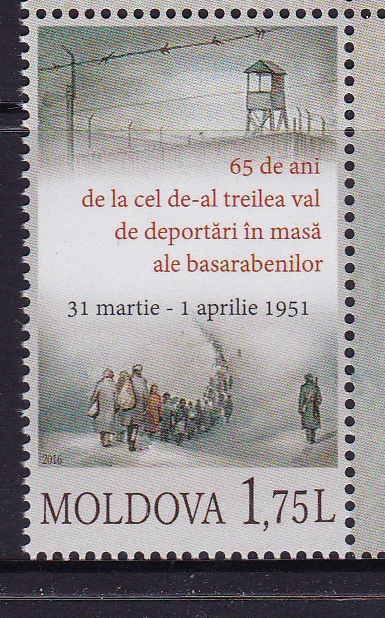 65 de ani
de la cel de-al treilea val
de deportări în masă
ale basarabenilor
31 martie - 1 aprilie 1951
2016
MOLDOVA 1,75L